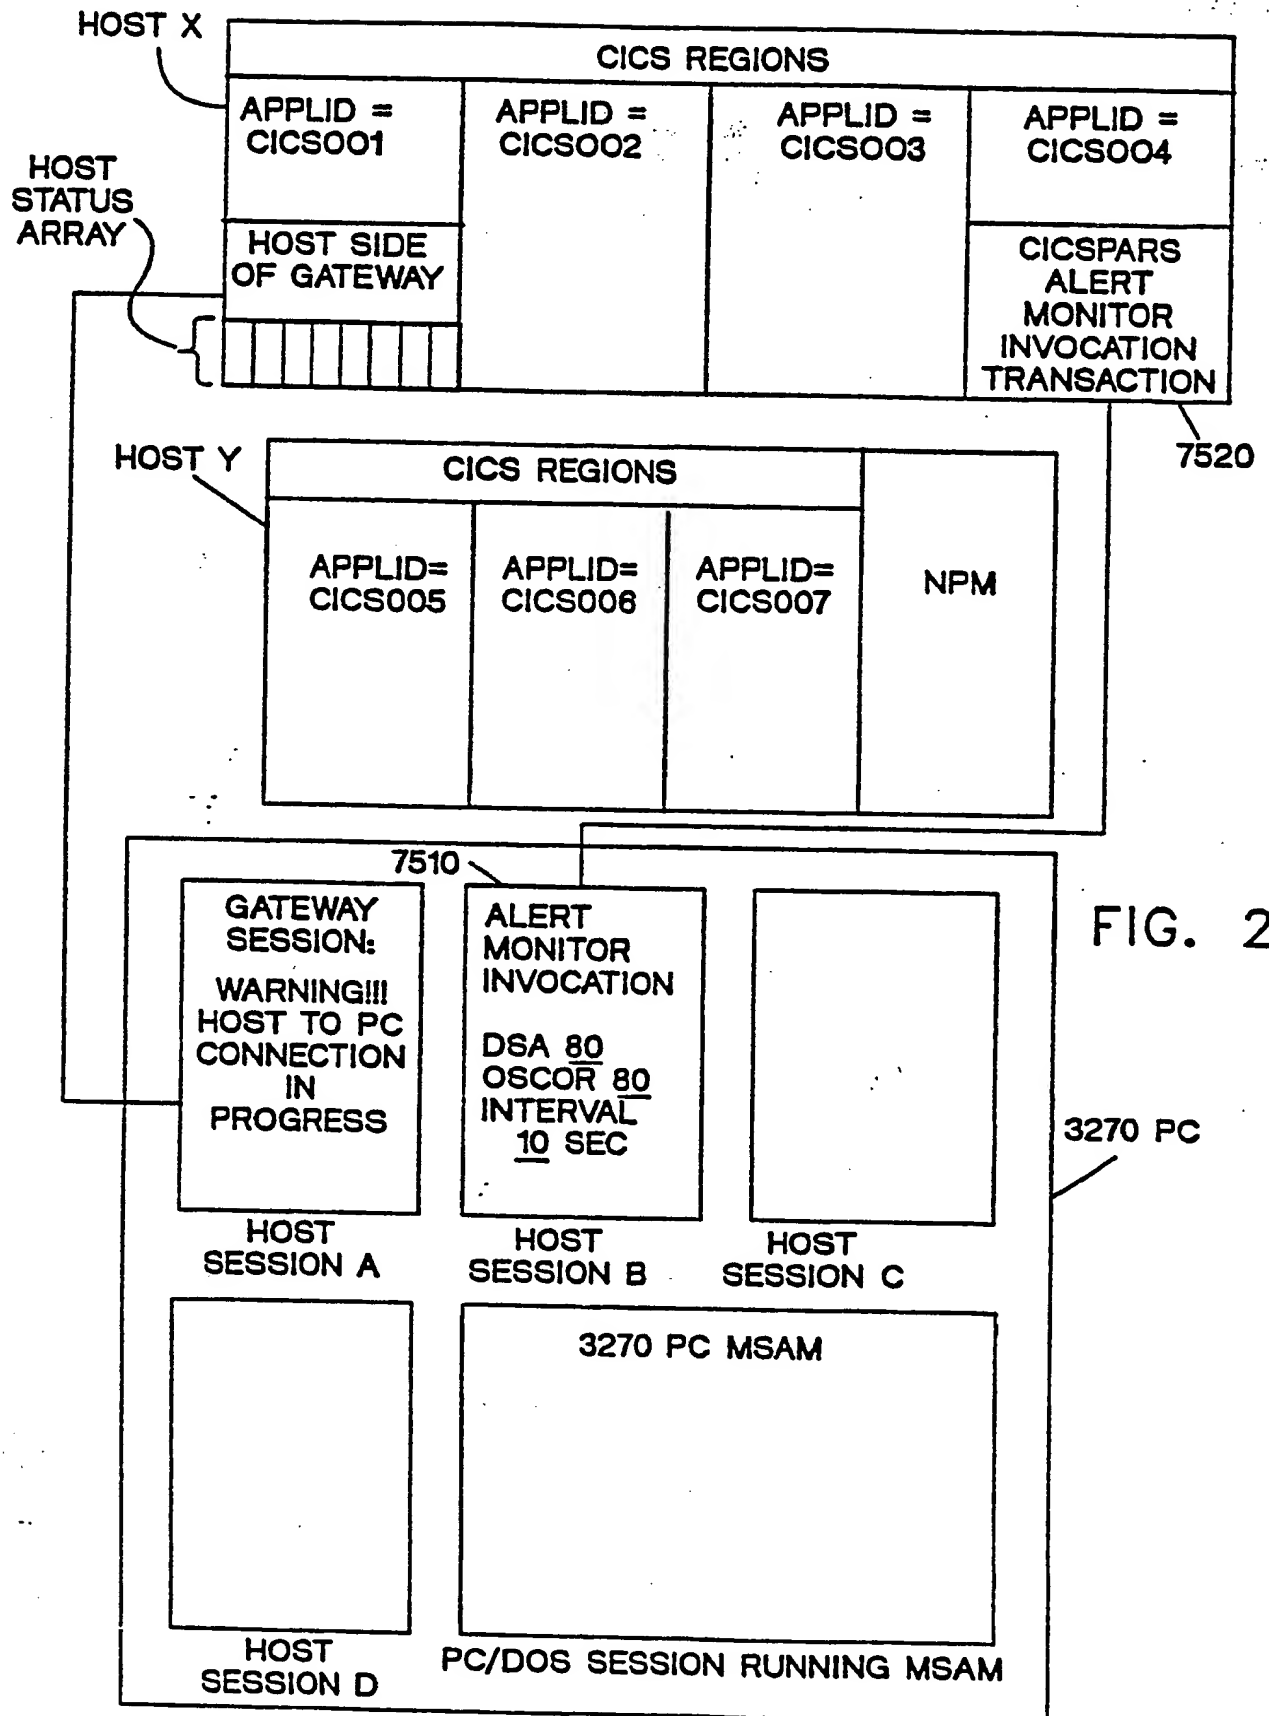 HOST X
CICS REGIONS
APPLID =
CICS001
APPLID =
CICS002
APPLID =
CICS003
APPLID =
CICS004
HOST
STATUS
ARRAY
HOST SIDE
OF GATEWAY
CICSPARS
ALERT
MONITOR
INVOCATION
TRANSACTION
7520
HOST Y
CICS REGIONS
APPLID=
CICS005
APPLID=
CICS006
APPLID=
CICS007
NPM
7510
GATEWAY
SESSION:
WARNING!!!
HOST TO PC
CONNECTION
IN
PROGRESS
HOST
SESSION A
ALERT
MONITOR
INVOCATION
DSA 80
OSCOR 80
INTERVAL
10 SEC
HOST
SESSION B
HOST
SESSION C
FIG. 2
3270 PC
HOST
SESSION D
3270 PC MSAM
PC/DOS SESSION RUNNING MSAM